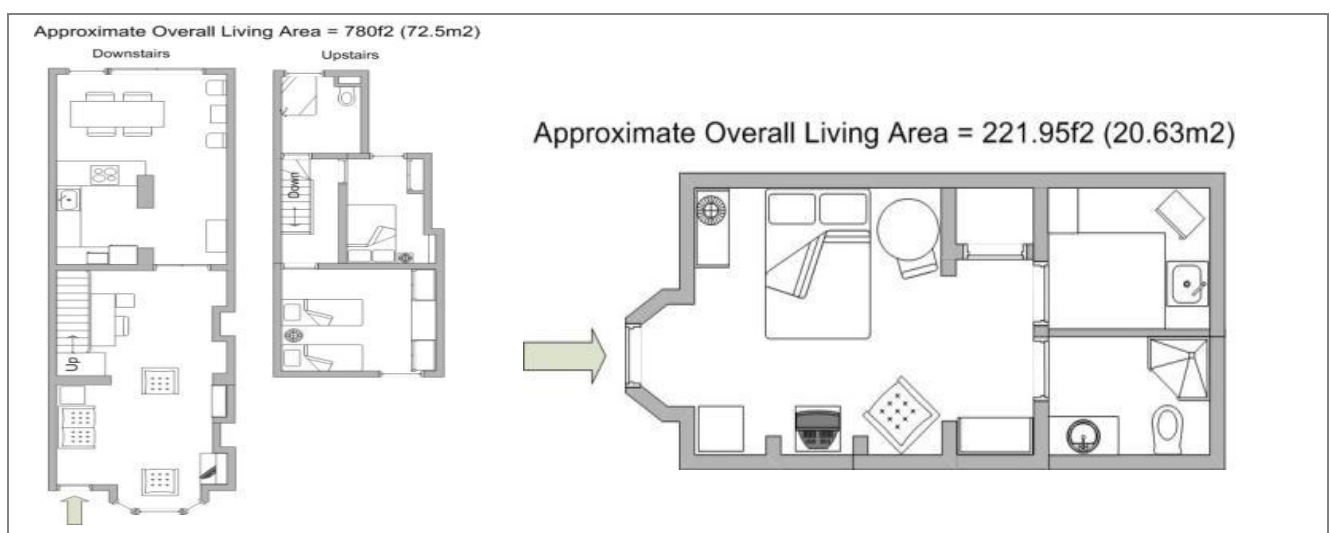 Approximate Overall Living Area = 780f2 (72.5m2)
Downstairs
Upstairs
Down
Up
Approximate Overall Living Area = 221.95f2 (20.63m2)